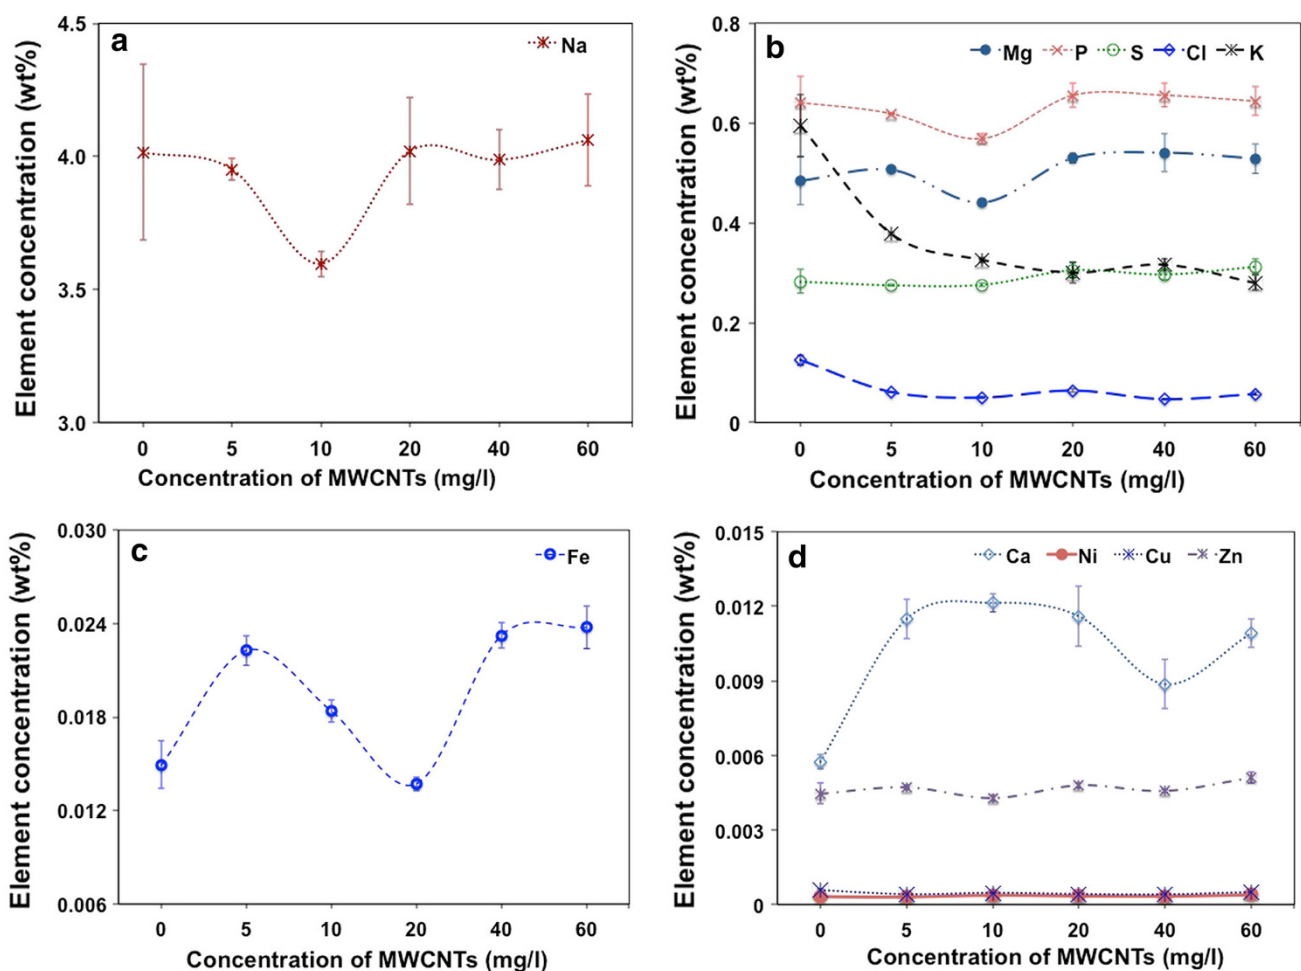 a
Na
Element concentration (wt%)
4.5
4.0
3.5
3.0
0 5 10 20 40 60
Concentration of MWCNTs (mg/l)
b
Mg P S Cl K
Element concentration (wt%)
0.8
0.6
0.4
0.2
0
0 5 10 20 40 60
Concentration of MWCNTs (mg/l)
c
Fe
Element concentration (wt%)
0.030
0.024
0.018
0.012
0.006
0 5 10 20 40 60
Concentration of MWCNTs (mg/l)
d
Ca Ni Cu Zn
Element concentration (wt%)
0.015
0.012
0.009
0.006
0.003
0
0 5 10 20 40 60
Concentration of MWCNTs (mg/l)